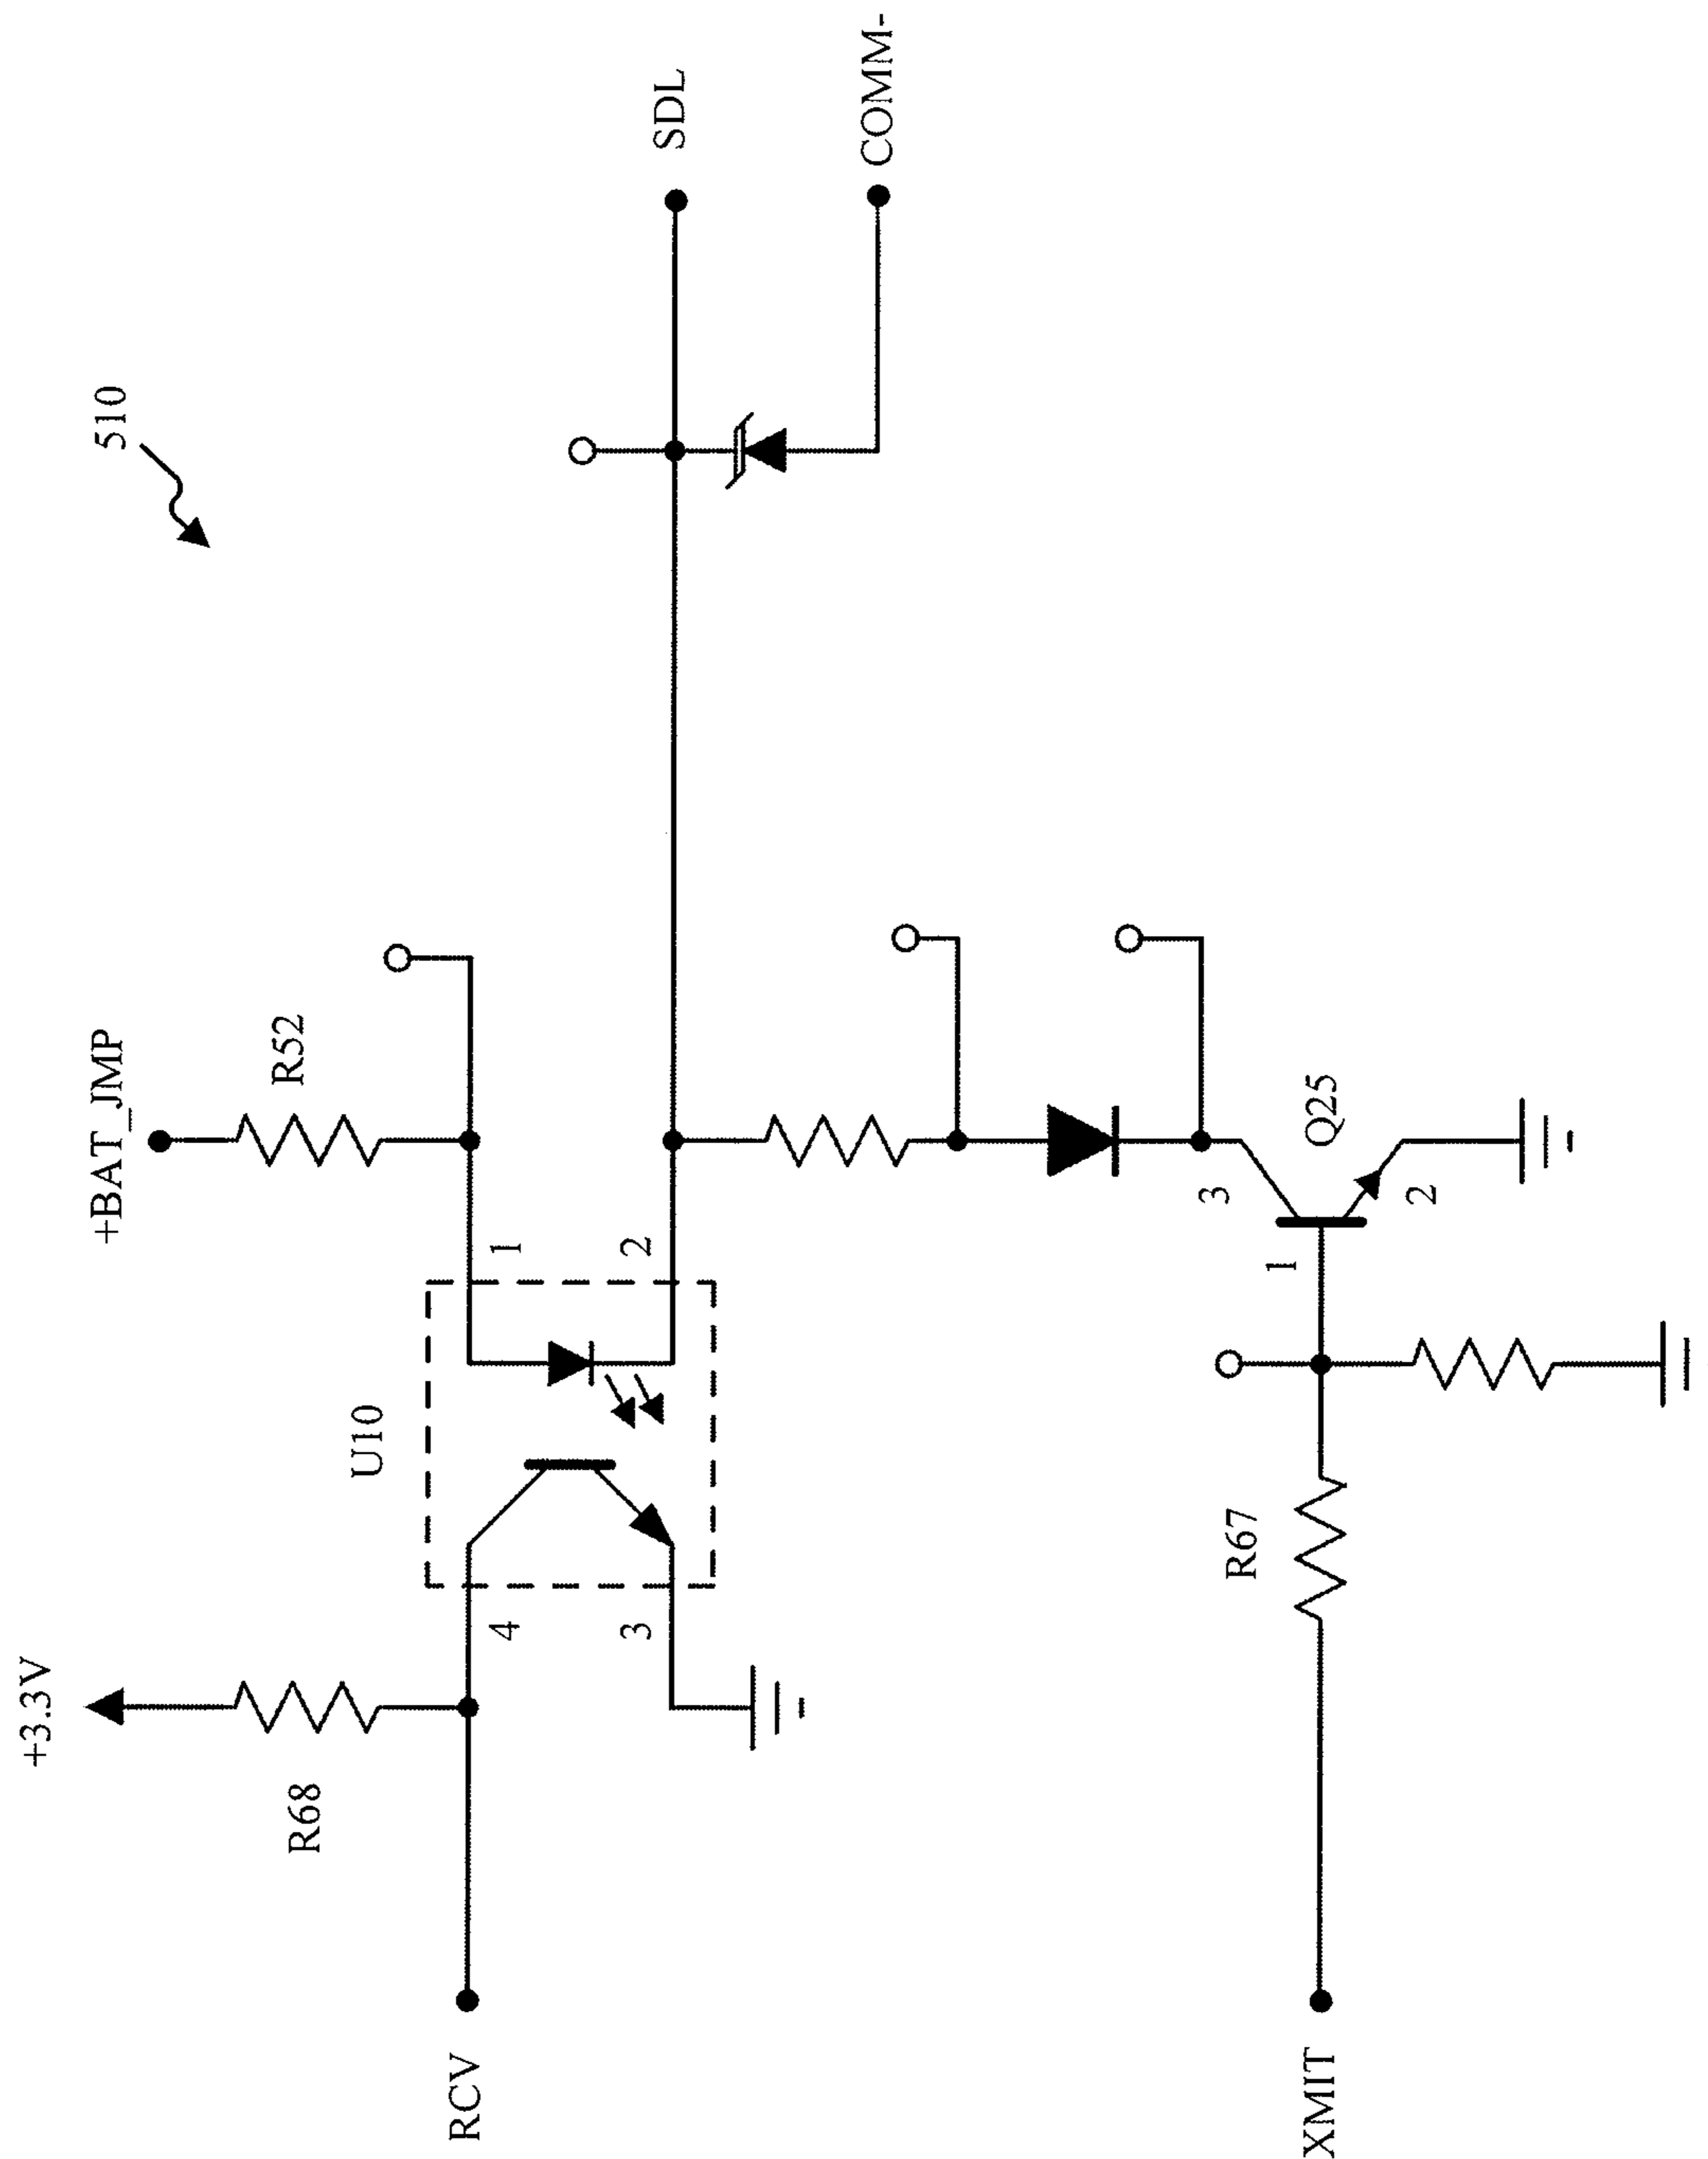 510
+3.3V
+BAT_JMP
R68
R52
U10
4
1
3
2
RCV
SDL
COMM-
R67
1
3
Q25
2
XMIT